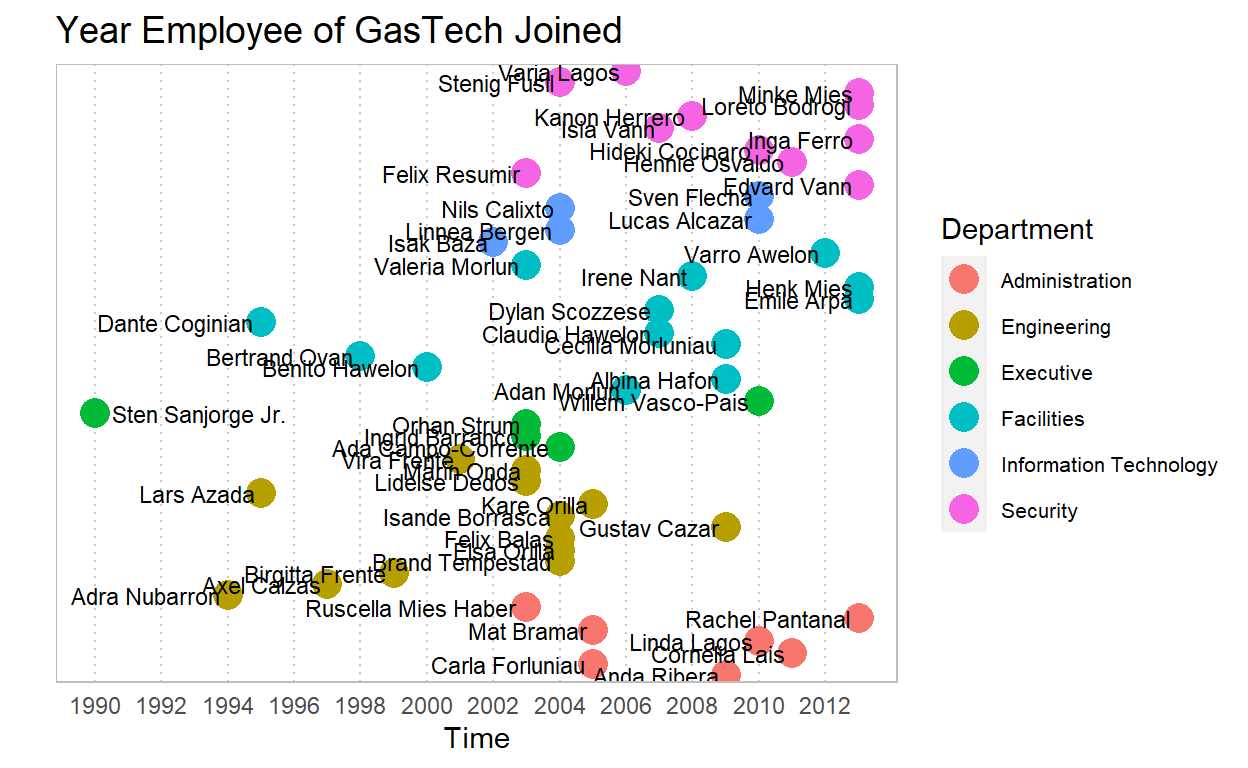 Year Employee of GasTech Joined
Varja Lagos
Stenig Fusil
Minke Mies
Loreto Bodrogi
Kanon Herrero
Isia Vann
Inga Ferro
Hideki Cocinaro
Hennie Osvaldo
Felix Resumir
Edvard Vann
Sven Flecha
Nils Calixto
Lucas Alcazar
Linnea Bergen
Isak Baza
Varro Awelon
Valeria Morlun
Irene Nant
Henk Mies
Emile Arpa
Dylan Scozzese
Dante Coginian
Claudio Hawelon
Cecilia Morluniau
Bertrand Ovan
Benito Hawelon
Albina Hafon
Adan Morlun
Willem Vasco-Pais
Sten Sanjorge Jr.
Orhan Strum
Ingrid Barranco
Ada Campo-Corrente
Vira Frente
Marin Onda
Lidelse Dedos
Lars Azada
Kare Orilla
Isande Borrasca
Gustav Cazar
Felix Balas
Elsa Orilla
Brand Tempestad
Birgitta Frente
Axel Calzas
Adra Nubarron
Ruscella Mies Haber
Rachel Pantanal
Mat Bramar
Linda Lagos
Cornelia Lais
Carla Forluniau
Anda Ribera
1990 1992 1994 1996 1998 2000 2002 2004 2006 2008 2010 2012
Time
Department
Administration
Engineering
Executive
Facilities
Information Technology
Security